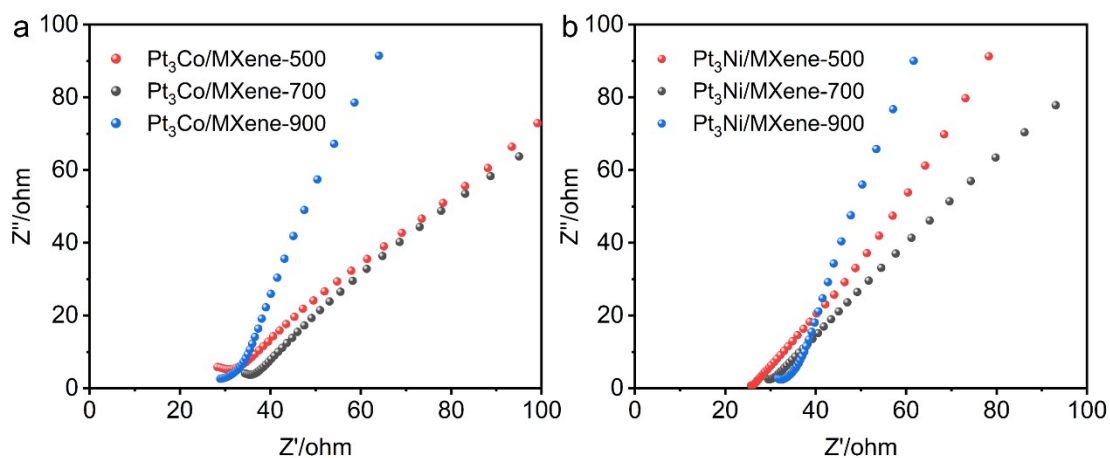 a
Pt₃Co/MXene-500
Pt₃Co/MXene-700
Pt₃Co/MXene-900
100
80
60
40
20
0
Z''/ohm
0 20 40 60 80 100
Z'/ohm
b
Pt₃Ni/MXene-500
Pt₃Ni/MXene-700
Pt₃Ni/MXene-900
100
80
60
40
20
0
Z''/ohm
0 20 40 60 80 100
Z'/ohm